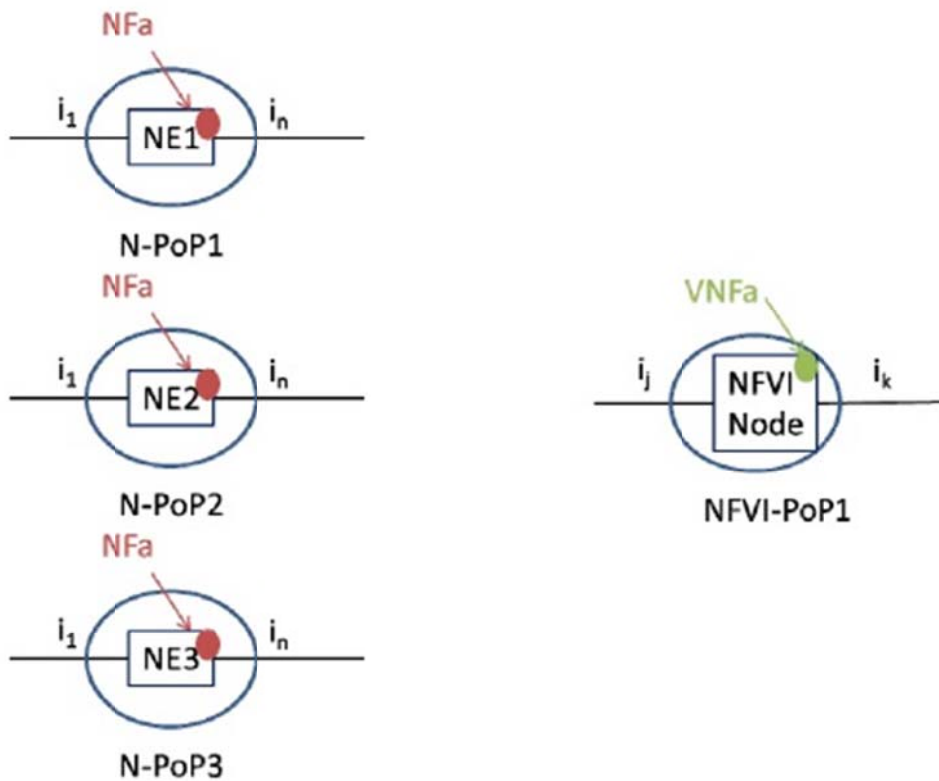 NFa
i₁ NE1 iₙ
N-PoP1
NFa
i₁ NE2 iₙ
N-PoP2
NFa
i₁ NE3 iₙ
N-PoP3
VNFa
iⱼ NFVI iₖ
Node
NFVI-PoP1